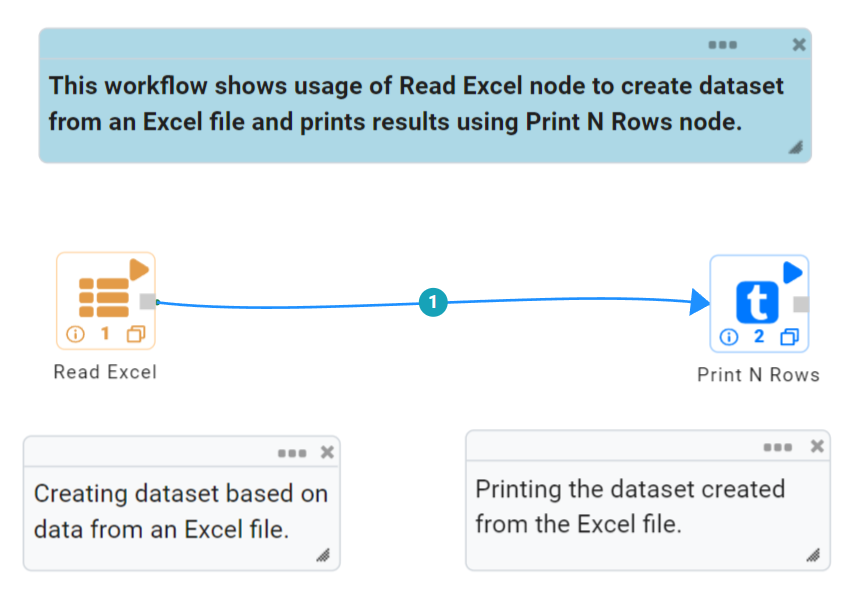 This workflow shows usage of Read Excel node to create dataset
from an Excel file and prints results using Print N Rows node.
1
t
1
2
Read Excel
Print N Rows
Creating dataset based on
data from an Excel file.
Printing the dataset created
from the Excel file.